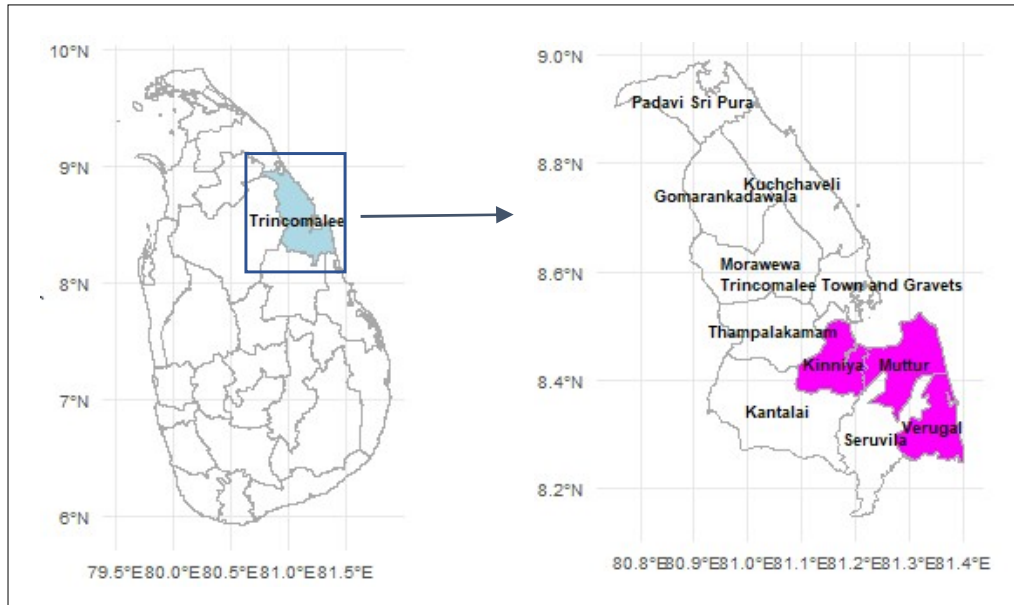 10°N
9°N
8°N
7°N
6°N
79.5°E80.0°E80.5°E81.0°E81.5°E
Trincomalee
9.0°N
8.8°N
8.6°N
8.4°N
8.2°N
80.8°E80.9°E81.0°E81.1°E81.2°E81.3°E81.4°E
Padavi Sri Pura
Kuchchaveli
Gomarankadawala
Morawewa
Trincomalee Town and Gravets
Thampalakamam
Kinniya
Muttur
Kantalai
Verugal
Seruvila